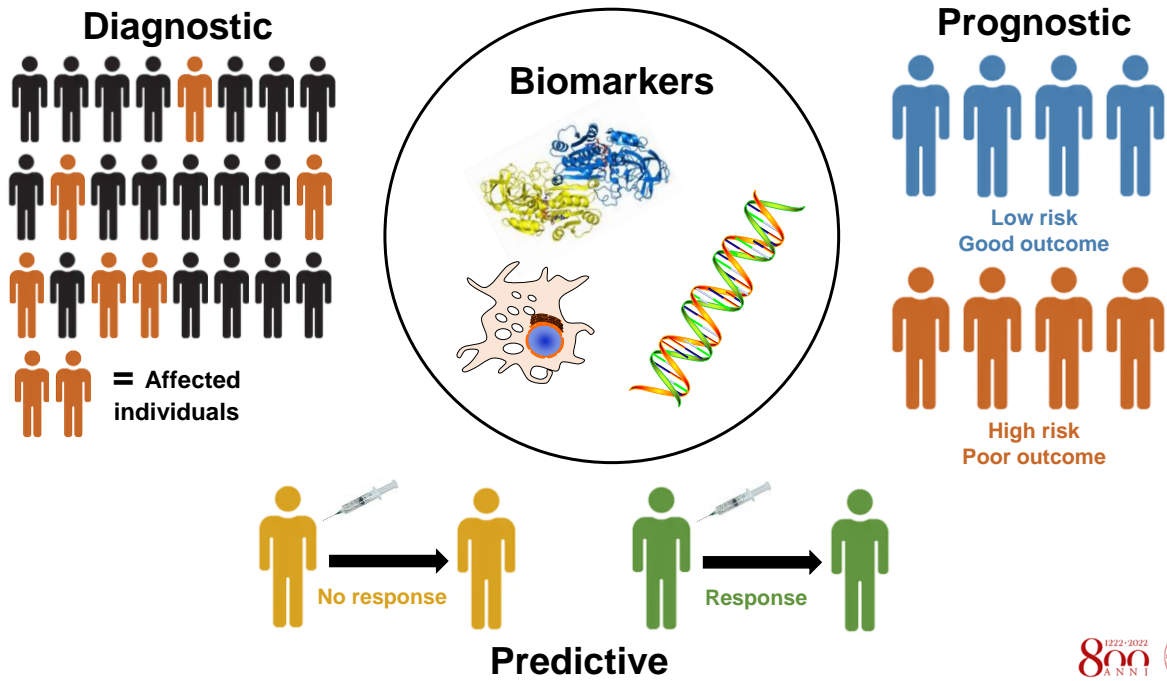 Diagnostic
Biomarkers
Prognostic
Low risk
Good outcome
= Affected
individuals
High risk
Poor outcome
No response
Response
Predictive
1222·2022
800
ANNI